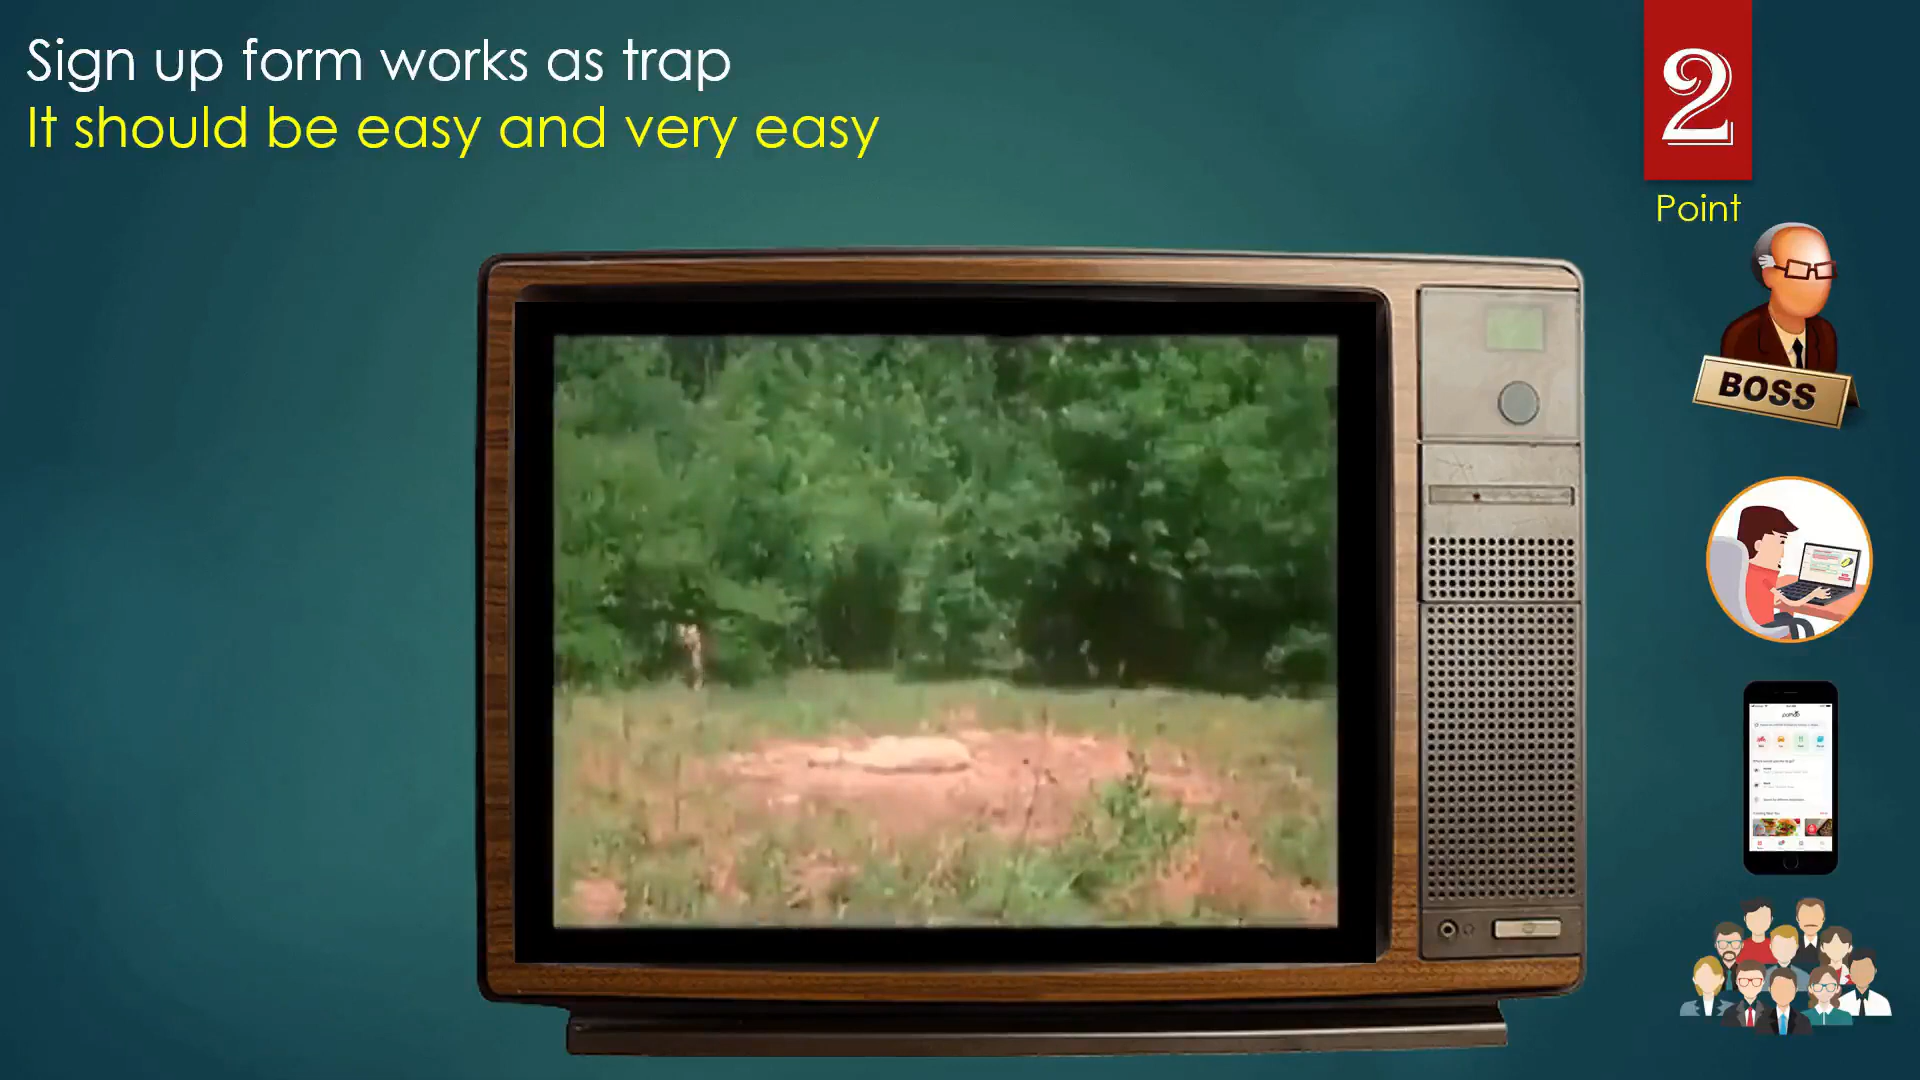 Sign up form works as trap
It should be easy and very easy
2
Point
BOSS